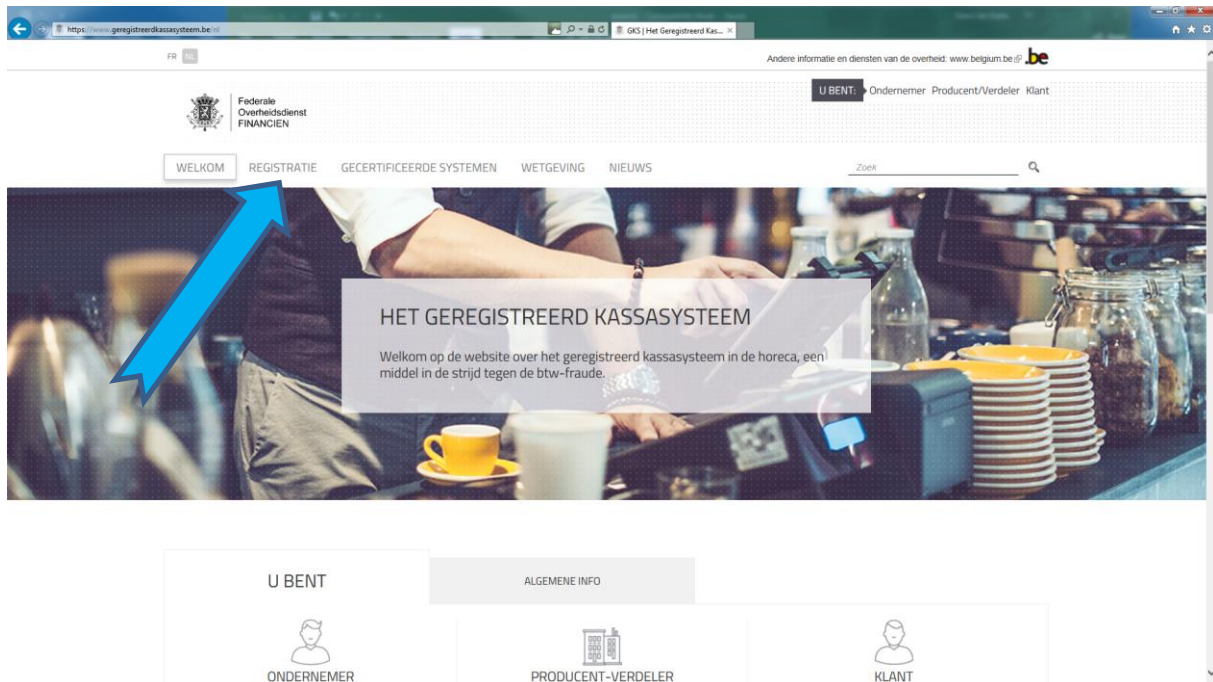 https://www.geregistreerdkassasysteem.be/nl
GKS | Het Geregistreerd Kas...
FR NL
Andere informatie en diensten van de overheid: www.belgium.be .be
Federale
Overheidsdienst
FINANCIEN
U BENT: Ondernemer Producent/Verdeler Klant
WELKOM REGISTRATIE GECERTIFICEERDE SYSTEMEN WETGEVING NIEUWS Zoek
HET GEREGISTREERD KASSASYSTEEM
Welkom op de website over het geregistreerd kassasysteem in de horeca, een
middel in de strijd tegen de btw-fraude.
U BENT ALGEMENE INFO
ONDERNEMER PRODUCENT-VERDELER KLANT